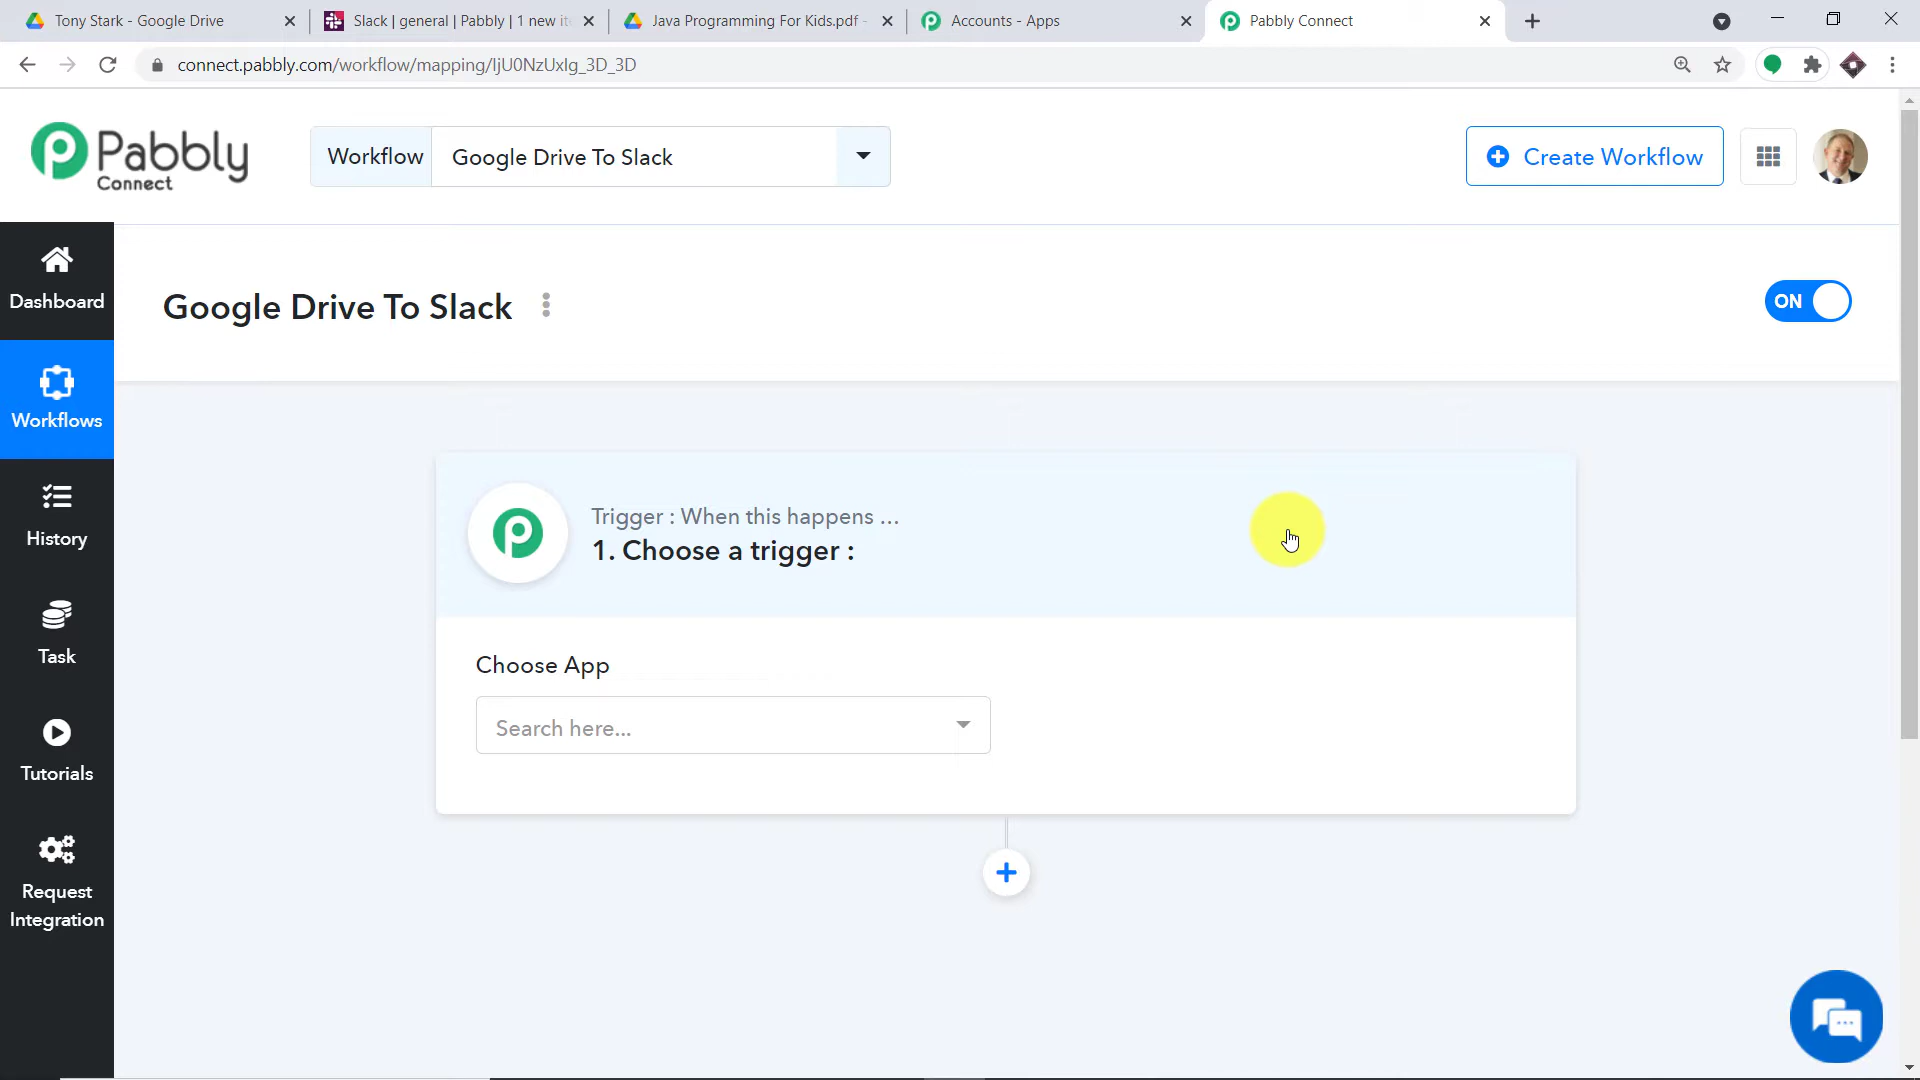 Tony Stark - Google Drive
Slack | general | Pabbly | 1 new it
Java Programming For Kids.pdf -
Accounts - Apps
Pabbly Connect
connect.pabbly.com/workflow/mapping/IjU0NzUxIg_3D_3D
Pabbly
Connect
Workflow
Google Drive To Slack
Create Workflow
Google Drive To Slack
ON
Dashboard
Workflows
History
Task
Tutorials
Request
Integration
Trigger : When this happens ...
1. Choose a trigger :
Choose App
Search here...